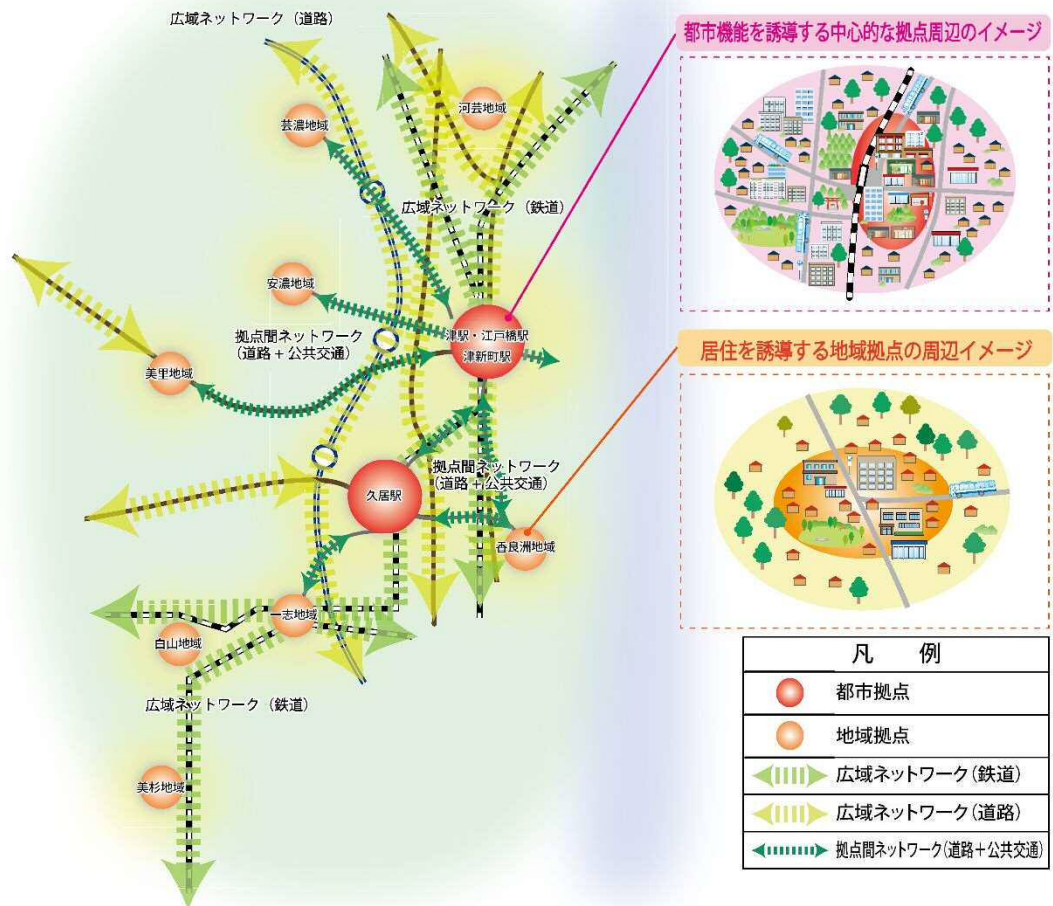 広域ネットワーク（道路）
都市機能を誘導する中心的な拠点周辺のイメージ
河芸地域
芸濃地域
広域ネットワーク（鉄道）
安濃地域
拠点間ネットワーク
（道路＋公共交通）
津駅・江戸橋駅
津新町駅
美里地域
居住を誘導する地域拠点の周辺イメージ
拠点間ネットワーク
（道路＋公共交通）
久居駅
香良洲地域
一志地域
白山地域
広域ネットワーク（鉄道）
美杉地域
凡　例
都市拠点
地域拠点
広域ネットワーク（鉄道）
広域ネットワーク（道路）
拠点間ネットワーク（道路＋公共交通）